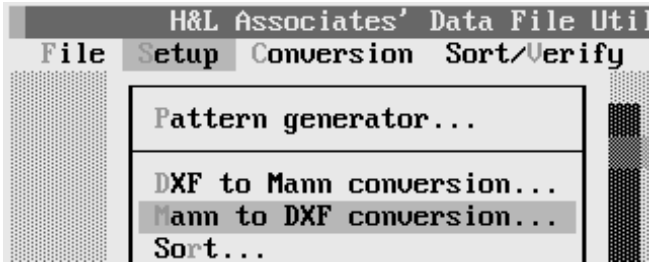 H&L Associates' Data File Util
File Setup Conversion Sort/Verify
Pattern generator...
DXF to Mann conversion...
Mann to DXF conversion...
Sort...